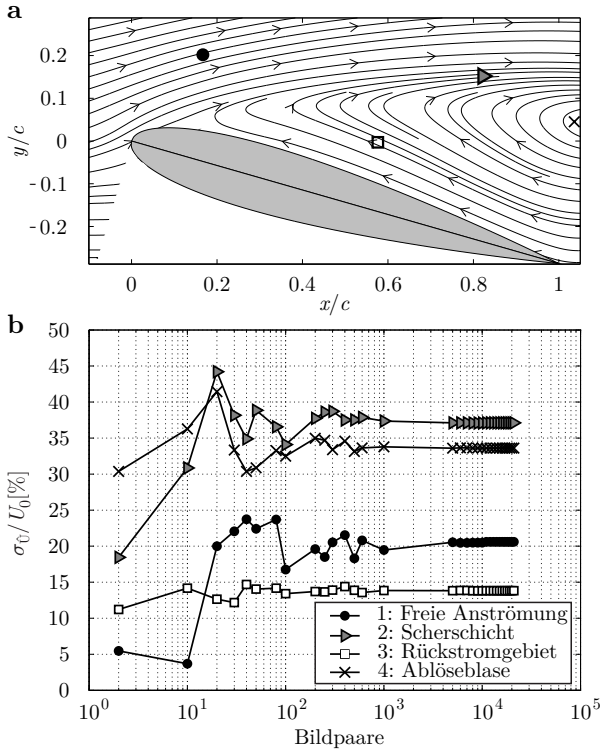 a
0.2
0.1
0
-0.1
-0.2
y/c
0 0.2 0.4 0.6 0.8 1
x/c
b
50
45
40
35
30
25
20
15
10
5
0
σÛ/U0[%]
1: Freie Anströmung
2: Scherschicht
3: Rückstromgebiet
4: Ablöseblase
10^0 10^1 10^2 10^3 10^4 10^5
Bildpaare